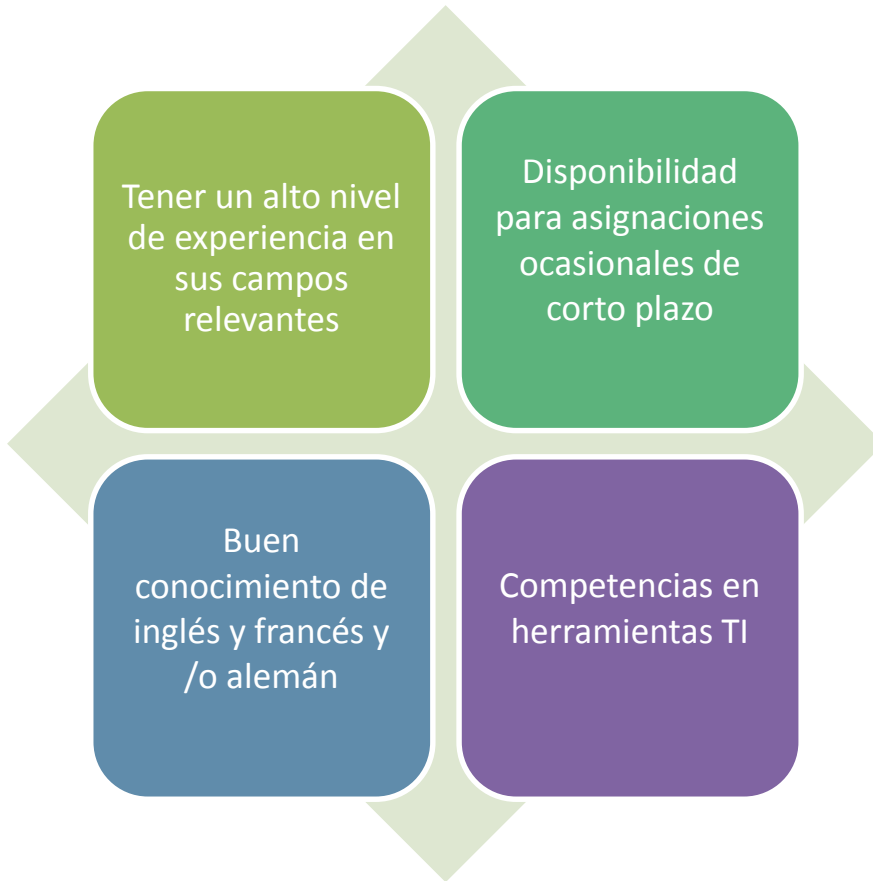 Tener un alto nivel
de experiencia en
sus campos
relevantes
Disponibilidad
para asignaciones
ocasionales de
corto plazo
Buen
conocimiento de
inglés y francés y
/o alemán
Competencias en
herramientas TI